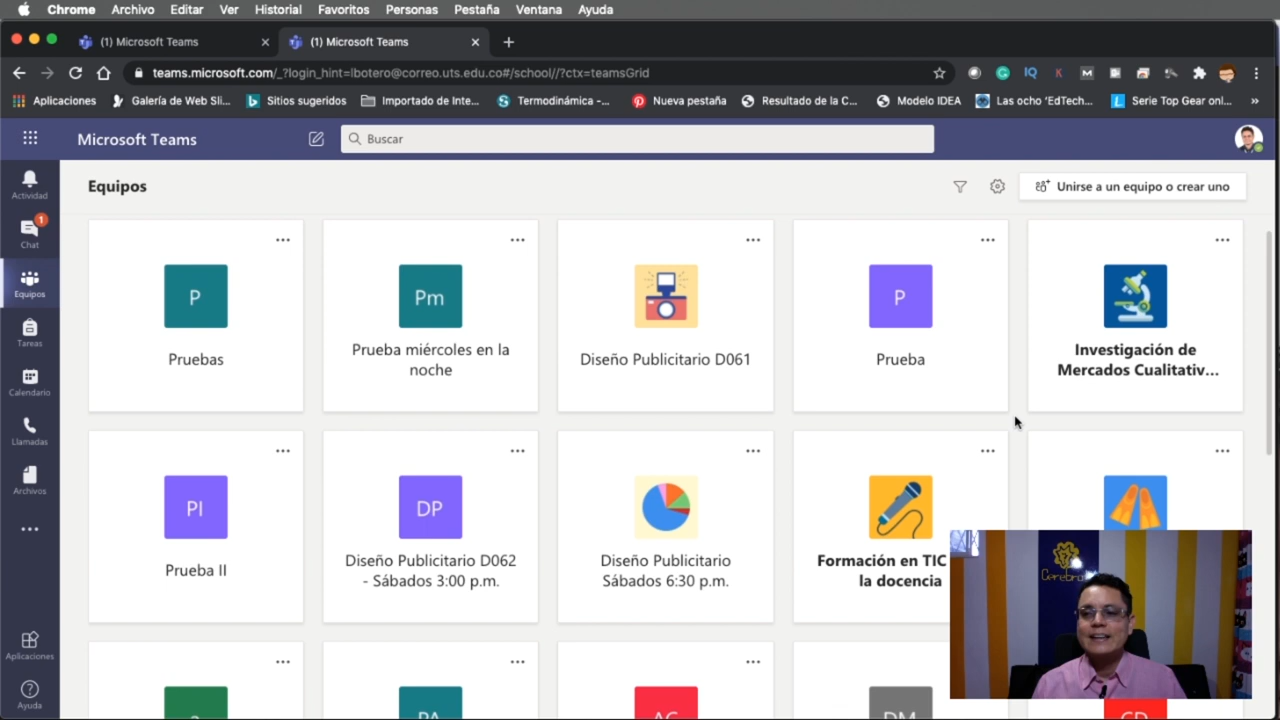 Chrome Archivo Editar Ver Historial Favoritos Personas Pestaña Ventana Ayuda
(1) Microsoft Teams
(1) Microsoft Teams
teams.microsoft.com/_?login_hint=lbotero@correo.uts.edu.co#/school//?ctx=teamsGrid
Aplicaciones
Galería de Web Sli...
Sitios sugeridos
Importado de Inte...
Termodinámica -...
Nueva pestaña
Resultado de la C...
Modelo IDEA
Las ocho 'EdTech...
Serie Top Gear onl...
Microsoft Teams
Buscar
Actividad
Chat
1
Equipos
Tareas
Calendario
Llamadas
Archivos
Aplicaciones
Ayuda
Equipos
Unirse a un equipo o crear uno
P
Pruebas
Pm
Prueba miércoles en la
noche
Diseño Publicitario D061
P
Prueba
Investigación de
Mercados Cualitativ...
PI
Prueba II
DP
Diseño Publicitario D062
- Sábados 3:00 p.m.
Diseño Publicitario
Sábados 6:30 p.m.
Formación en TIC
la docencia
Cerebro